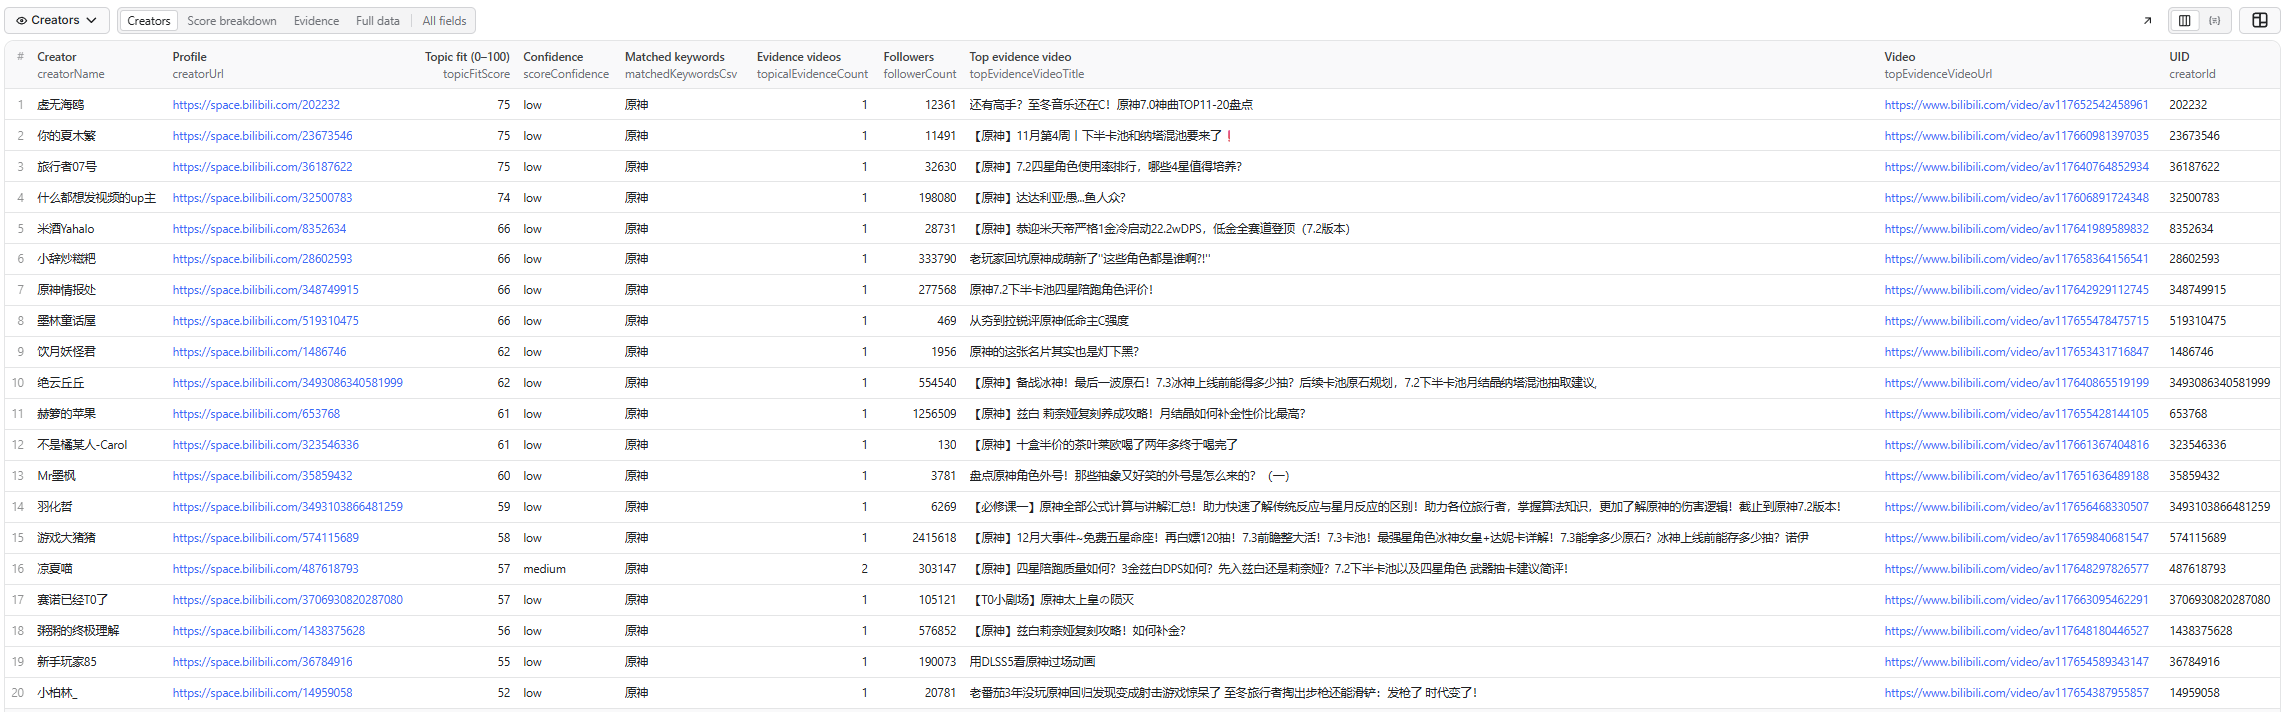 Creators
Creators Score breakdown Evidence Full data All fields
# Creator Profile Topic fit (0–100) Confidence Matched keywords Evidence videos Followers Top evidence video Video UID
creatorName creatorUrl topicFitScore scoreConfidence matchedKeywordsCsv topicalEvidenceCount followerCount topEvidenceVideoTitle topEvidenceVideoUrl creatorId
1 虚无海鸥 https://space.bilibili.com/202232 75 low 原神 1 12361 还有高手？至冬音乐还在C！原神7.0神曲TOP11-20盘点 https://www.bilibili.com/video/av117652542458961 202232
2 你的夏木繁 https://space.bilibili.com/23673546 75 low 原神 1 11491 【原神】11月第4周丨下半卡池和纳塔混池要来了❗ https://www.bilibili.com/video/av117660981397035 23673546
3 旅行者07号 https://space.bilibili.com/36187622 75 low 原神 1 32630 【原神】7.2四星角色使用率排行，哪些4星值得培养？ https://www.bilibili.com/video/av117640764852934 36187622
4 什么都想发视频的up主 https://space.bilibili.com/32500783 74 low 原神 1 198080 【原神】达达利亚:愚...鱼人众？ https://www.bilibili.com/video/av117606891724348 32500783
5 米酒Yahalo https://space.bilibili.com/8352634 66 low 原神 1 28731 【原神】恭迎米天帝严格1金冷启动22.2wDPS，低金全赛道登顶（7.2版本） https://www.bilibili.com/video/av117641989589832 8352634
6 小辞炒糍粑 https://space.bilibili.com/28602593 66 low 原神 1 333790 老玩家回坑原神成萌新了"这些角色都是谁啊?!" https://www.bilibili.com/video/av117658364156541 28602593
7 原神情报处 https://space.bilibili.com/348749915 66 low 原神 1 277568 原神7.2下半卡池四星陪跑角色评价！ https://www.bilibili.com/video/av117642929112745 348749915
8 墨林童话屋 https://space.bilibili.com/519310475 66 low 原神 1 469 从夯到拉锐评原神低命主C强度 https://www.bilibili.com/video/av117655478475715 519310475
9 饮月妖怪君 https://space.bilibili.com/1486746 62 low 原神 1 1956 原神的这张名片其实也是灯下黑？ https://www.bilibili.com/video/av117653431716847 1486746
10 绝云丘丘 https://space.bilibili.com/3493086340581999 62 low 原神 1 554540 【原神】备战冰神！最后一波原石！7.3冰神上线前能得多少抽？后续卡池原石规划，7.2下半卡池月结晶纳塔混池抽取建议, https://www.bilibili.com/video/av117640865519199 3493086340581999
11 赫箩的苹果 https://space.bilibili.com/653768 61 low 原神 1 1256509 【原神】兹白 莉奈娅复刻养成攻略！月结晶如何补金性价比最高？ https://www.bilibili.com/video/av117655428144105 653768
12 不是橘某人-Carol https://space.bilibili.com/323546336 61 low 原神 1 130 【原神】十盒半价的茶叶莱欧喝了两年多终于喝完了 https://www.bilibili.com/video/av117661367404816 323546336
13 Mr墨枫 https://space.bilibili.com/35859432 60 low 原神 1 3781 盘点原神角色外号！那些抽象又好笑的外号是怎么来的？（一） https://www.bilibili.com/video/av117651636489188 35859432
14 羽化哲 https://space.bilibili.com/3493103866481259 59 low 原神 1 6269 【必修课一】原神全部公式计算与讲解汇总！助力快速了解传统反应与星月反应的区别！助力各位旅行者，掌握算法知识，更加了解原神的伤害逻辑！截止到原神7.2版本！ https://www.bilibili.com/video/av117656468330507 3493103866481259
15 游戏大猪猪 https://space.bilibili.com/574115689 58 low 原神 1 2415618 【原神】12月大事件~免费五星命座！再白嫖120抽！7.3前瞻整大活！7.3卡池！最强星角色冰神女皇+达妮卡详解！7.3能拿多少原石？冰神上线前能存多少抽？诺伊 https://www.bilibili.com/video/av117659840681547 574115689
16 凉夏喵 https://space.bilibili.com/487618793 57 medium 原神 2 303147 【原神】四星陪跑质量如何？3金兹白DPS如何？先入兹白还是莉奈娅？7.2下半卡池以及四星角色 武器抽卡建议简评！ https://www.bilibili.com/video/av117648297826577 487618793
17 赛诺已经T0了 https://space.bilibili.com/3706930820287080 57 low 原神 1 105121 【T0小剧场】原神太上皇の陨灭 https://www.bilibili.com/video/av117663095462291 3706930820287080
18 粥粥的终极理解 https://space.bilibili.com/1438375628 56 low 原神 1 576852 【原神】兹白莉奈娅复刻攻略！如何补金？ https://www.bilibili.com/video/av117648180446527 1438375628
19 新手玩家85 https://space.bilibili.com/36784916 55 low 原神 1 190073 用DLSS5看原神过场动画 https://www.bilibili.com/video/av117654589343147 36784916
20 小柏林_ https://space.bilibili.com/14959058 52 low 原神 1 20781 老番茄3年没玩原神回归发现变成射击游戏惊呆了 至冬旅行者掏出步枪还能滑铲：发枪了 时代变了！ https://www.bilibili.com/video/av117654387955857 14959058